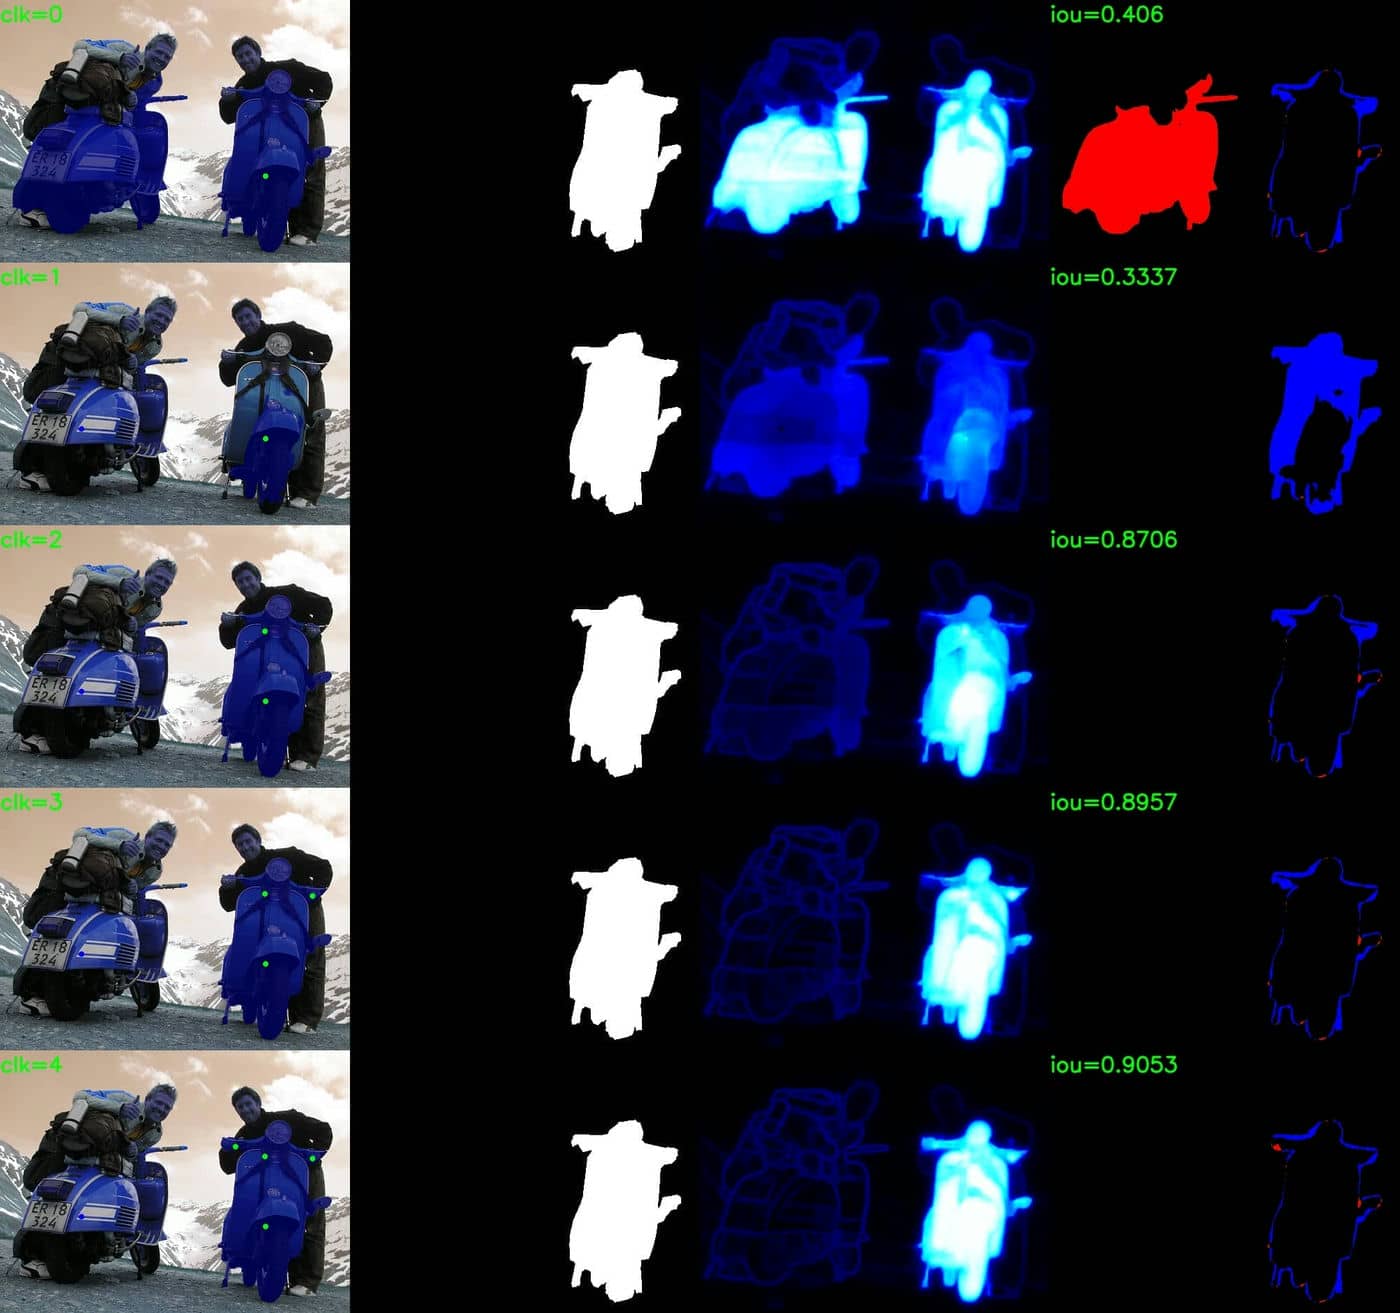 clk=0
iou=0.406
ER 18
324
clk=1
iou=0.3337
ER 18
324
clk=2
iou=0.8706
ER 18
324
clk=3
iou=0.8957
ER 18
324
clk=4
iou=0.9053
ER 18
324